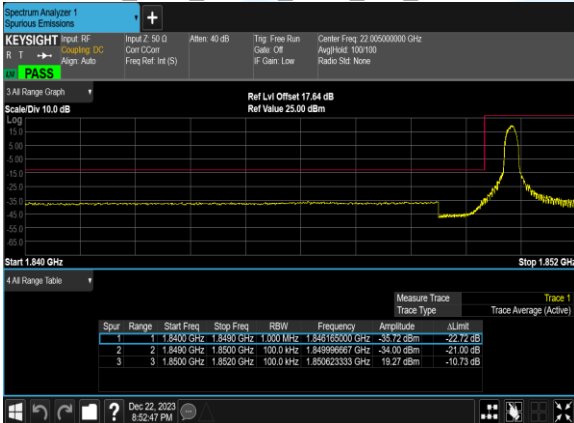 Spectrum Analyzer 1
Spurious Emissions
+
KEYSIGHT Input: RF Input Z: 50 Ω Atten: 40 dB Trig: Free Run Center Freq: 22.005000000 GHz
R T Coupling: DC Corr CCorr Gate: Off Avg|Hold: 100/100
Align: Auto Freq Ref: Int (S) IF Gain: Low Radio Std: None
PASS
3 All Range Graph
Ref Lvl Offset 17.64 dB
Scale/Div 10.0 dB Ref Value 25.00 dBm
Log
15.0
5.00
-5.00
-15.0
-25.0
-35.0
-45.0
-55.0
-65.0
Start 1.840 GHz Stop 1.852 GHz
4 All Range Table
Measure Trace Trace 1
Trace Type Trace Average (Active)
Spur Range Start Freq Stop Freq RBW Frequency Amplitude ΔLimit
1 1 1.8400 GHz 1.8490 GHz 1.000 MHz 1.846165000 GHz -35.72 dBm -22.72 dB
2 2 1.8490 GHz 1.8500 GHz 100.0 kHz 1.849996667 GHz -34.00 dBm -21.00 dB
3 3 1.8500 GHz 1.8520 GHz 100.0 kHz 1.850623333 GHz 19.27 dBm -10.73 dB
? Dec 22, 2023
8:52:47 PM